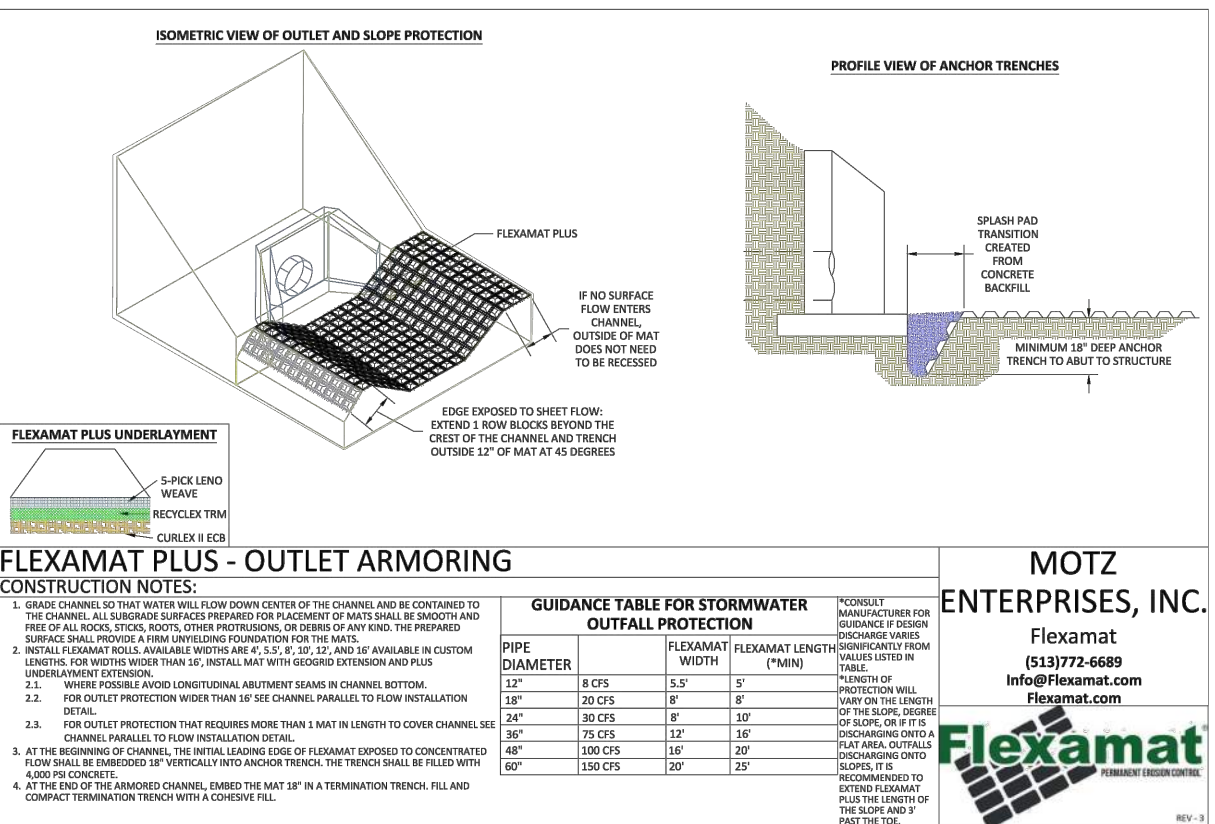 ISOMETRIC VIEW OF OUTLET AND SLOPE PROTECTION
PROFILE VIEW OF ANCHOR TRENCHES
FLEXAMAT PLUS
IF NO SURFACE
FLOW ENTERS
CHANNEL,
OUTSIDE OF MAT
DOES NOT NEED
TO BE RECESSED
EDGE EXPOSED TO SHEET FLOW:
EXTEND 1 ROW BLOCKS BEYOND THE
CREST OF THE CHANNEL AND TRENCH
OUTSIDE 12" OF MAT AT 45 DEGREES
SPLASH PAD
TRANSITION
CREATED
FROM
CONCRETE
BACKFILL
MINIMUM 18" DEEP ANCHOR
TRENCH TO ABUT TO STRUCTURE
FLEXAMAT PLUS UNDERLAYMENT
5-PICK LENO
WEAVE
RECYCLEX TRM
CURLEX II ECB
FLEXAMAT PLUS - OUTLET ARMORING
CONSTRUCTION NOTES:
1. GRADE CHANNEL SO THAT WATER WILL FLOW DOWN CENTER OF THE CHANNEL AND BE CONTAINED TO
THE CHANNEL. ALL SUBGRADE SURFACES PREPARED FOR PLACEMENT OF MATS SHALL BE SMOOTH AND
FREE OF ALL ROCKS, STICKS, ROOTS, OTHER PROTRUSIONS, OR DEBRIS OF ANY KIND. THE PREPARED
SURFACE SHALL PROVIDE A FIRM UNYIELDING FOUNDATION FOR THE MATS.
2. INSTALL FLEXAMAT ROLLS. AVAILABLE WIDTHS ARE 4', 5.5', 8', 10', 12', AND 16' AVAILABLE IN CUSTOM
LENGTHS. FOR WIDTHS WIDER THAN 16', INSTALL MAT WITH GEOGRID EXTENSION AND PLUS
UNDERLAYMENT EXTENSION.
2.1. WHERE POSSIBLE AVOID LONGITUDINAL ABUTMENT SEAMS IN CHANNEL BOTTOM.
2.2. FOR OUTLET PROTECTION WIDER THAN 16' SEE CHANNEL PARALLEL TO FLOW INSTALLATION
DETAIL.
2.3. FOR OUTLET PROTECTION THAT REQUIRES MORE THAN 1 MAT IN LENGTH TO COVER CHANNEL SEE
CHANNEL PARALLEL TO FLOW INSTALLATION DETAIL.
3. AT THE BEGINNING OF CHANNEL, THE INITIAL LEADING EDGE OF FLEXAMAT EXPOSED TO CONCENTRATED
FLOW SHALL BE EMBEDDED 18" VERTICALLY INTO ANCHOR TRENCH. THE TRENCH SHALL BE FILLED WITH
4,000 PSI CONCRETE.
4. AT THE END OF THE ARMORED CHANNEL, EMBED THE MAT 18" IN A TERMINATION TRENCH. FILL AND
COMPACT TERMINATION TRENCH WITH A COHESIVE FILL.
GUIDANCE TABLE FOR STORMWATER
OUTFALL PROTECTION
PIPE
DIAMETER
FLEXAMAT
WIDTH
FLEXAMAT LENGTH
(*MIN)
12" 8 CFS 5.5' 5'
18" 20 CFS 8' 8'
24" 30 CFS 8' 10'
36" 75 CFS 12' 16'
48" 100 CFS 16' 20'
60" 150 CFS 20' 25'
*CONSULT
MANUFACTURER FOR
GUIDANCE IF DESIGN
DISCHARGE VARIES
SIGNIFICANTLY FROM
VALUES LISTED IN
TABLE.
*LENGTH OF
PROTECTION WILL
VARY ON THE LENGTH
OF THE SLOPE, DEGREE
OF SLOPE, OR IF IT IS
DISCHARGING ONTO A
FLAT AREA. OUTFALLS
DISCHARGING ONTO
SLOPES, IT IS
RECOMMENDED TO
EXTEND FLEXAMAT
PLUS THE LENGTH OF
THE SLOPE AND 3'
PAST THE TOE.
MOTZ
ENTERPRISES, INC.
Flexamat
(513)772-6689
Info@Flexamat.com
Flexamat.com
Flexamat
PERMANENT EROSION CONTROL
REV - 3